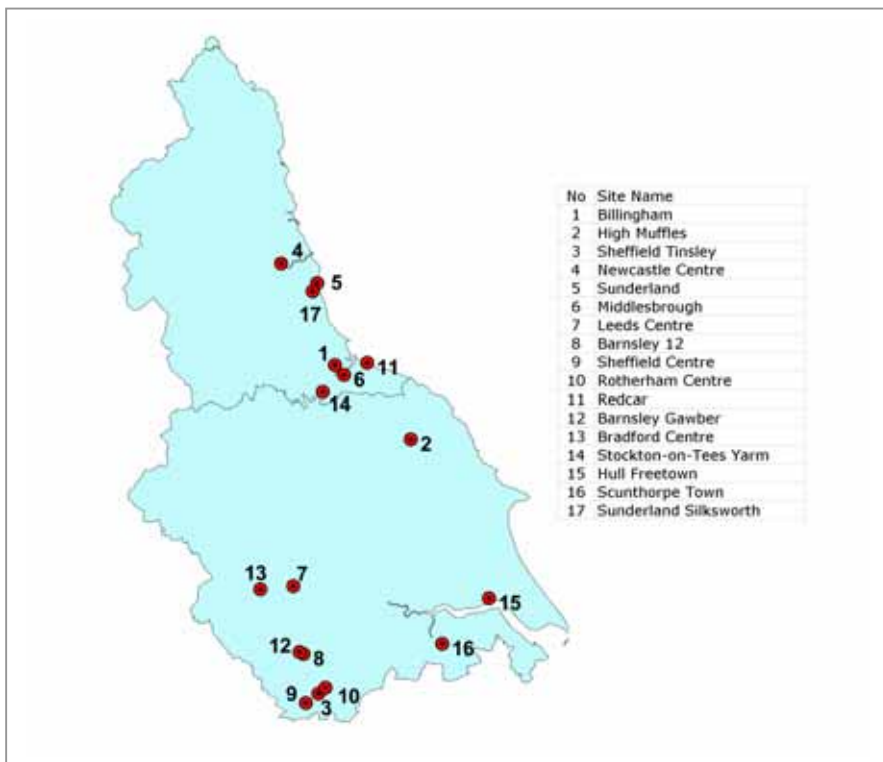 4
5
17
1
11
6
14
2
13
7
15
12
8
16
9
10
3
No Site Name
1 Billingham
2 High Muffles
3 Sheffield Tinsley
4 Newcastle Centre
5 Sunderland
6 Middlesbrough
7 Leeds Centre
8 Barnsley 12
9 Sheffield Centre
10 Rotherham Centre
11 Redcar
12 Barnsley Gawber
13 Bradford Centre
14 Stockton-on-Tees Yarm
15 Hull Freetown
16 Scunthorpe Town
17 Sunderland Silksworth